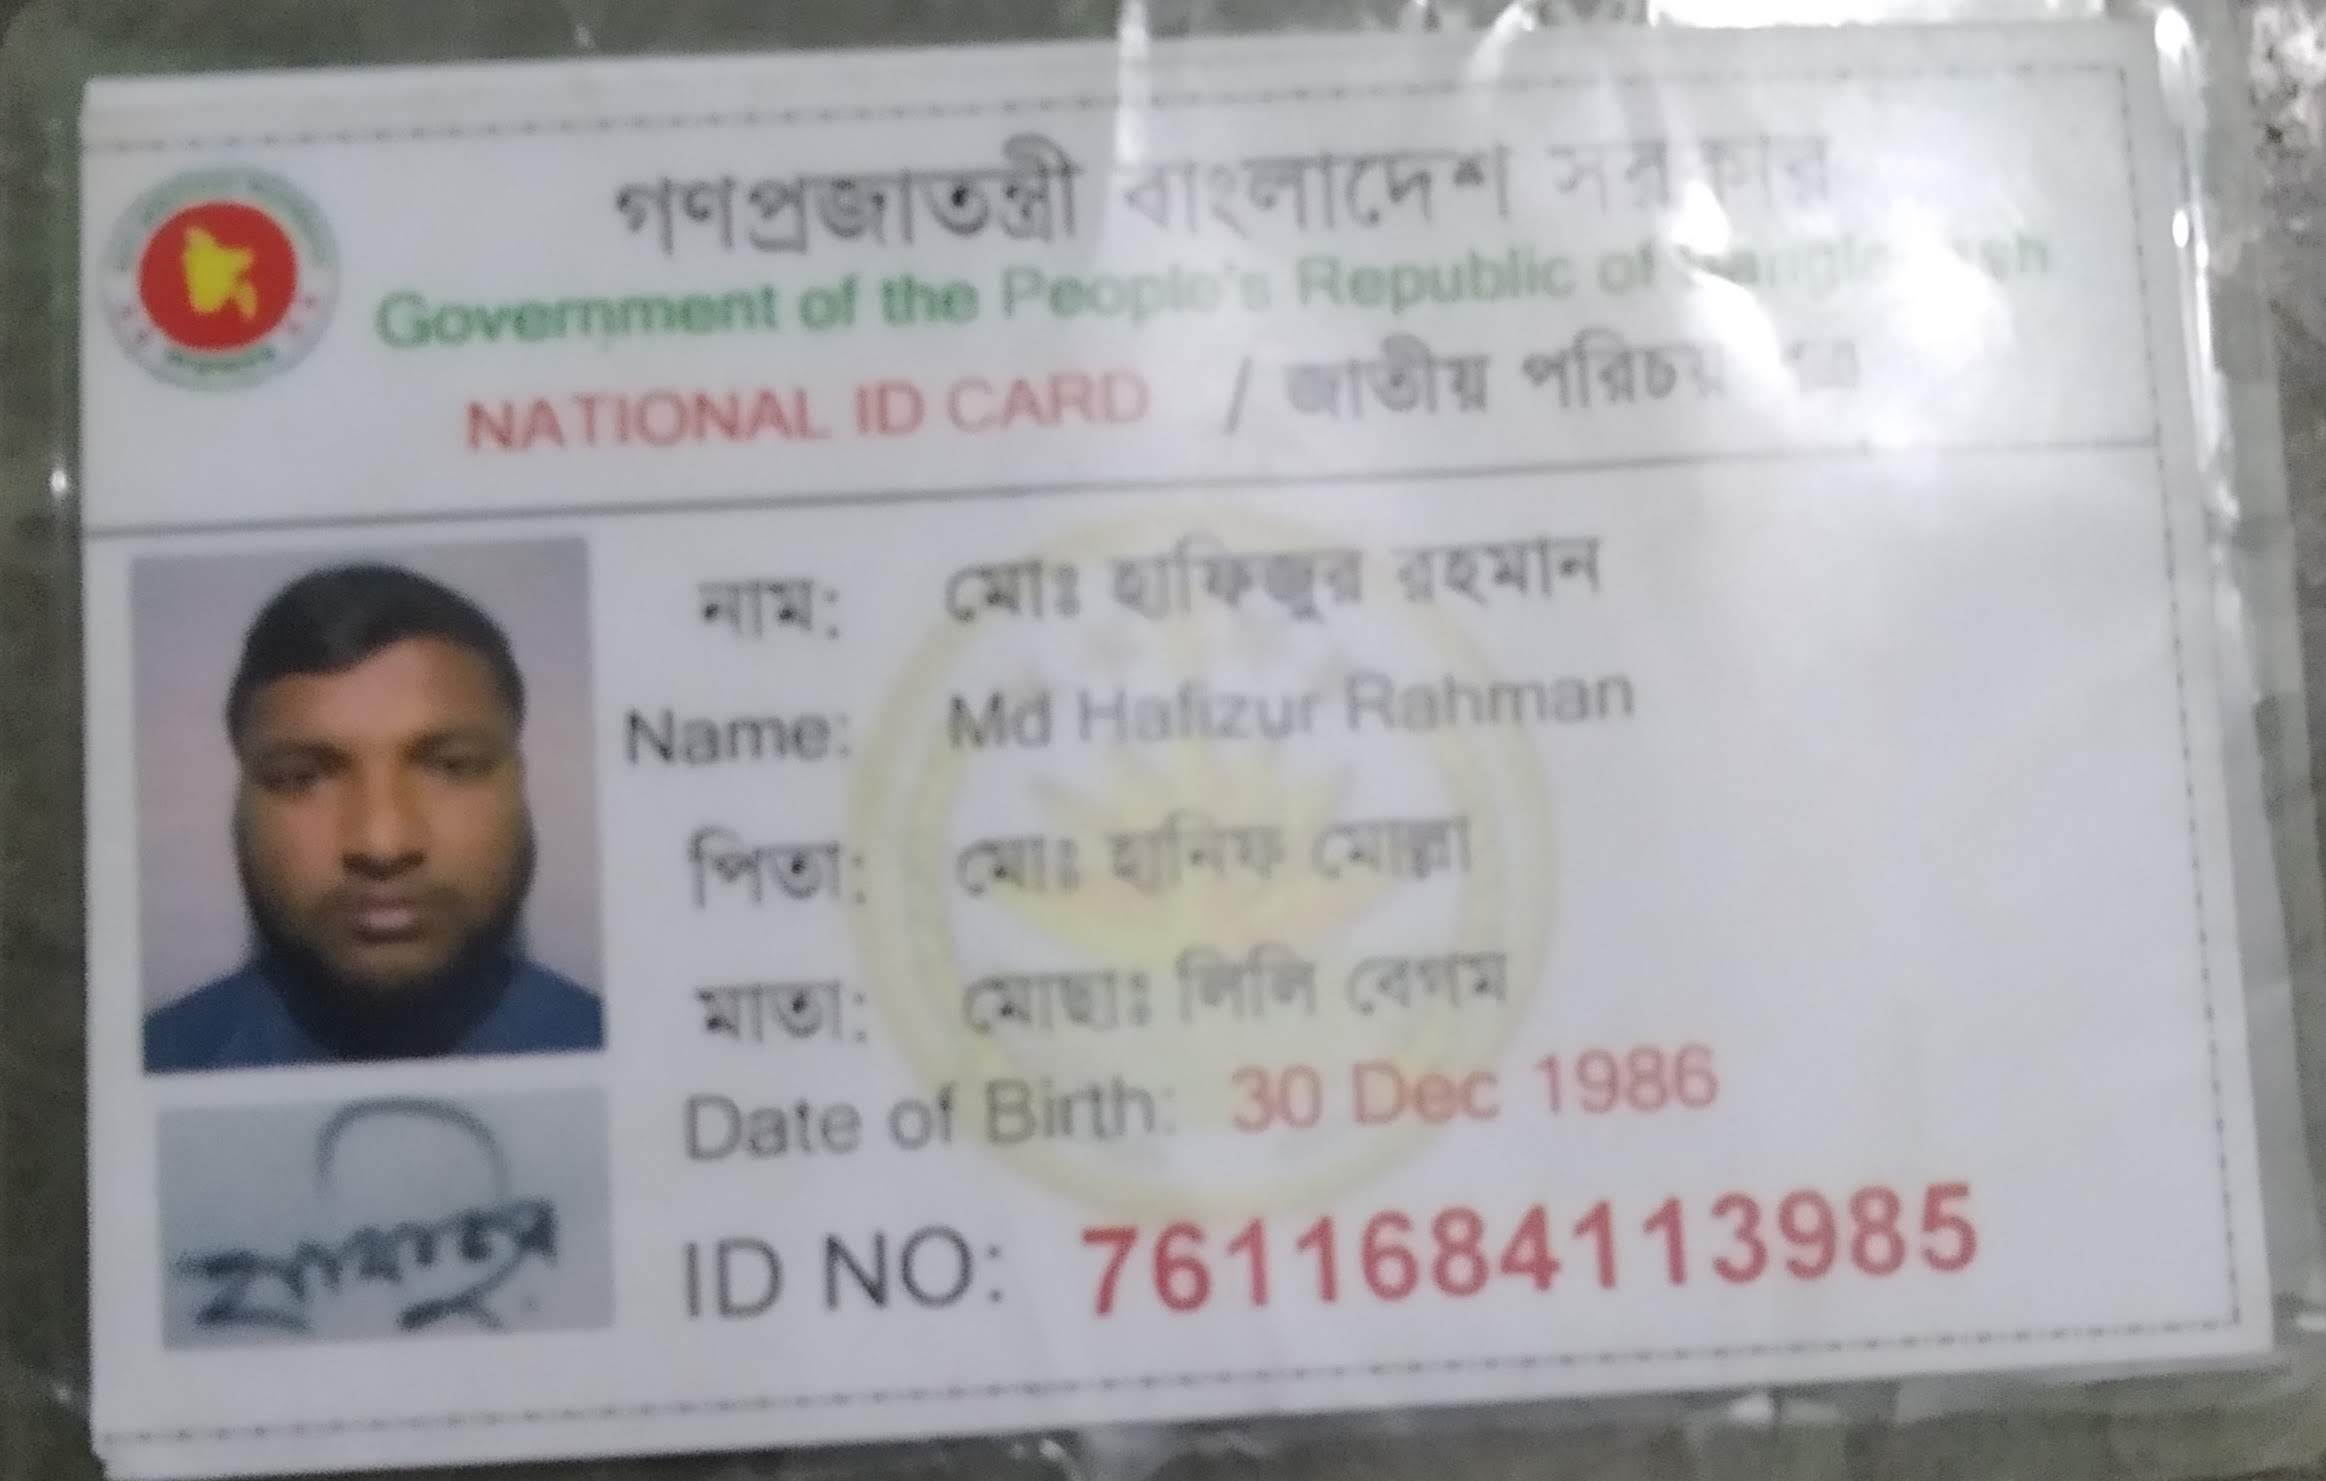 গণপ্রজাতন্ত্রী বাংলাদেশ সরকার
Government of the People's Republic of Bangladesh
NATIONAL ID CARD / জাতীয় পরিচয় পত্র
নাম: মোঃ হাফিজুর রহমান
Name: Md Hafizur Rahman
পিতা: মোঃ হানিফ মোল্লা
মাতা: মোছাঃ লিলি বেগম
Date of Birth: 30 Dec 1986
ID NO: 7611684113985